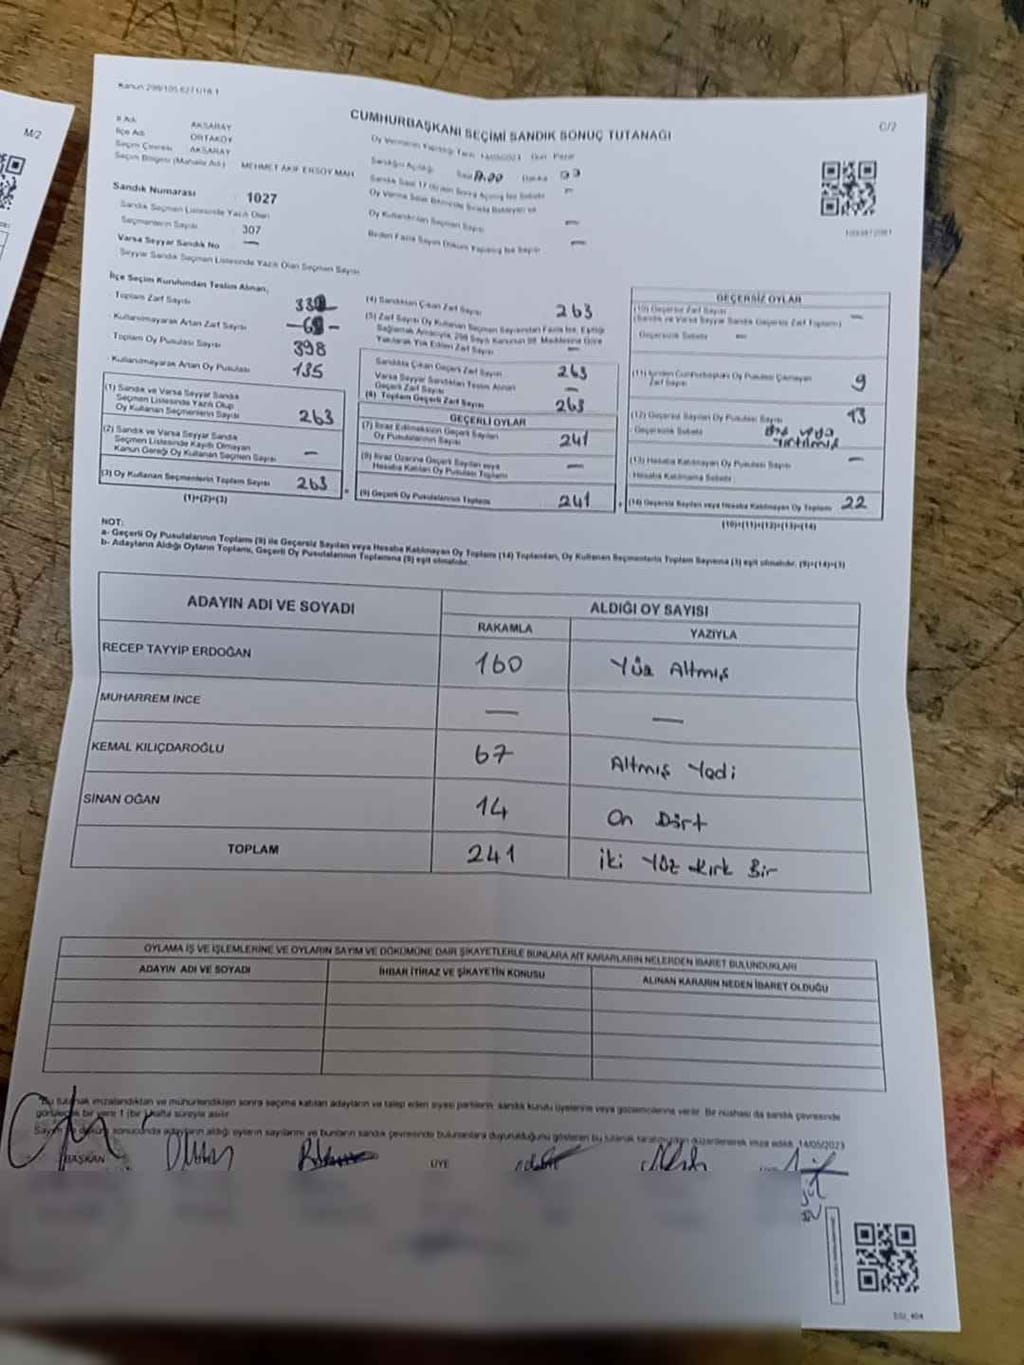 M/2
Kanun 298/105,6271/18.1
C/2
CUMHURBAŞKANI SEÇİMİ SANDIK SONUÇ TUTANAĞI
İl Adı AKSARAY
İlçe Adı ORTAKÖY
Seçim Çevresi AKSARAY
Seçim Bölgesi (Mahalle Adı) MEHMET AKİF ERSOY MAH
Sandık Numarası 1027
Sandık Seçmen Listesinde Yazılı Olan
Seçmenlerin Sayısı 307
Varsa Seyyar Sandık No —
Seyyar Sandık Seçmen Listesinde Yazılı Olan Seçmen Sayısı
Oy Vermenin Yapıldığı Tarih 14/05/2023 Gün Pazar
Sandığın Açıldığı Saat 17.00 Dakika
Oy Kullandırılan Seçmen Sayısı —
Birden Fazla Sayım Döküm Yapılmış İse Sayısı —
İlçe Seçim Kurulundan Teslim Alınan;
Toplam Zarf Sayısı
Kullanılmayarak Artan Zarf Sayısı
Toplam Oy Pusulası Sayısı 398
Kullanılmayarak Artan Oy Pusulası 135
(1) Sandık ve Varsa Seyyar Sandık
Seçmen Listesinde Yazılı Olup
Oy Kullanan Seçmenlerin Sayısı 263
(2) Sandık ve Varsa Seyyar Sandık
Seçmen Listesinde Kayıtlı Olmayan
Kanun Gereği Oy Kullanan Seçmen Sayısı —
(3) Oy Kullanan Seçmenlerin Toplam Sayısı 263
(1)+(2)=(3)
(4) Sandıktan Çıkan Zarf Sayısı 263
(5) Zarf Sayısı Oy Kullanan Seçmen Sayısından Fazla İse, Eşitliği
Sağlamak Amacıyla, 298 Sayılı Kanunun 98. Maddesine Göre
Yakılarak Yok Edilen Zarf Sayısı —
Sandıkta Çıkan Geçerli Zarf Sayısı 263
Varsa Seyyar Sandıktan Teslim Alınan
Geçerli Zarf Sayısı —
(6) Toplam Geçerli Zarf Sayısı 263
GEÇERLİ OYLAR
(7) İtiraz Edilmeksizin Geçerli Sayılan
Oy Pusulalarının Sayısı 241
(8) İtiraz Üzerine Geçerli Sayılan veya
Hesaba Katılan Oy Pusulası Toplamı —
(9) Geçerli Oy Pusulalarının Toplamı 241
GEÇERSİZ OYLAR
(10) Geçersiz Zarf Sayısı —
(Sandık ve Varsa Seyyar Sandık Geçersiz Zarf Toplamı)
Geçersizlik Sebebi —
(11) İçinden Cumhurbaşkanı Oy Pusulası Çıkmayan
Zarf Sayısı 9
(12) Geçersiz Sayılan Oy Pusulası Sayısı 13
Geçersizlik Sebebi veya
Yırtılmış
(13) Hesaba Katılmayan Oy Pusulası Sayısı —
Hesaba Katılmama Sebebi
(14) Geçersiz Sayılan veya Hesaba Katılmayan Oy Toplamı 22
(10)+(11)+(12)+(13)=(14)
NOT:
a- Geçerli Oy Pusulalarının Toplamı (9) ile Geçersiz Sayılan veya Hesaba Katılmayan Oy Toplamı (14) Toplamları, Oy Kullanan Seçmenlerin Toplam Sayısına (3) eşit olmalıdır. (9)+(14)=(3)
b- Adayların Aldığı Oyların Toplamı, Geçerli Oy Pusulalarının Toplamına (9) eşit olmalıdır.
ADAYIN ADI VE SOYADI ALDIĞI OY SAYISI
RAKAMLA YAZIYLA
RECEP TAYYİP ERDOĞAN 160 Yüz Altmış
MUHARREM İNCE — —
KEMAL KILIÇDAROĞLU 67 Altmış Yedi
SİNAN OĞAN 14 On Dört
TOPLAM 241 iki Yüz Kırk Bir
OYLAMA İŞ VE İŞLEMLERİNE VE OYLARIN SAYIM VE DÖKÜMÜNE DAİR ŞİKAYETLERLE BUNLARA AİT KARARLARIN NELERDEN İBARET BULUNDUKLARI
ADAYIN ADI VE SOYADI İHBAR İTİRAZ VE ŞİKAYETİN KONUSU ALINAN KARARIN NEDEN İBARET OLDUĞU
Bu tutanak imzalandıktan ve mühürlendikten sonra seçime katılan adayların ve talep eden siyasi partilerin sandık kurulu üyelerine veya gözlemcilerine verilir. Bir nüshası da sandık çevresinde
görülecek bir yere 1 (bir) hafta süreyle asılır.
Sayım ve döküm sonucunda adayların aldığı oyların sayılarını ve bunların sandık çevresinde bulunanlara duyurulduğunu gösteren bu tutanak tarafımızdan düzenlenerek imza edildi. 14/05/2023
BAŞKAN ÜYE